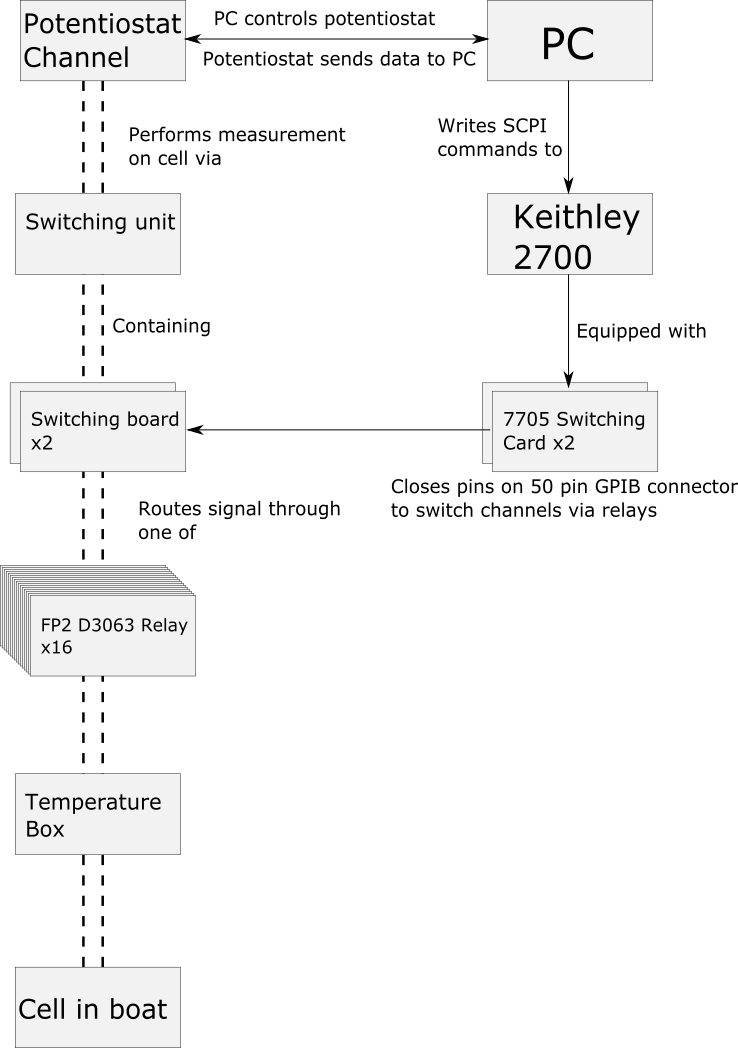 Potentiostat
Channel
PC controls potentiostat
Potentiostat sends data to PC
PC
Performs measurement
on cell via
Writes SCPI
commands to
Switching unit
Keithley
2700
Containing
Equipped with
Switching board
x2
7705 Switching
Card x2
Closes pins on 50 pin GPIB connector
to switch channels via relays
Routes signal through
one of
FP2 D3063 Relay
x16
Temperature
Box
Cell in boat